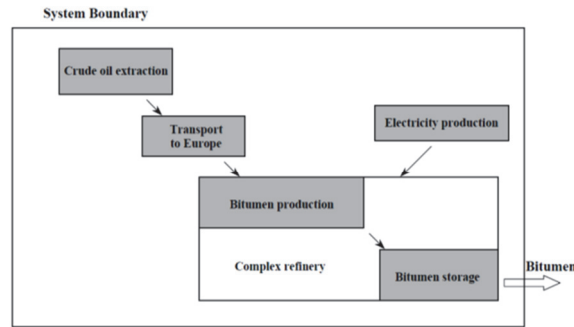 System Boundary
Crude oil extraction
Transport
to Europe
Electricity production
Bitumen production
Complex refinery
Bitumen storage
Bitumen